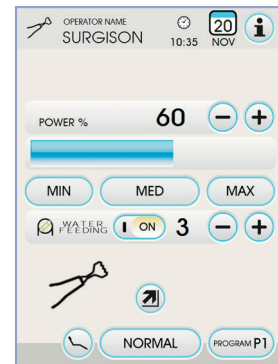 OPERATOR NAME
SURGISON
10:35
20
NOV
i
POWER % 60 − +
MIN MED MAX
WATER
FEEDING I ON 3 − +
NORMAL PROGRAM P1